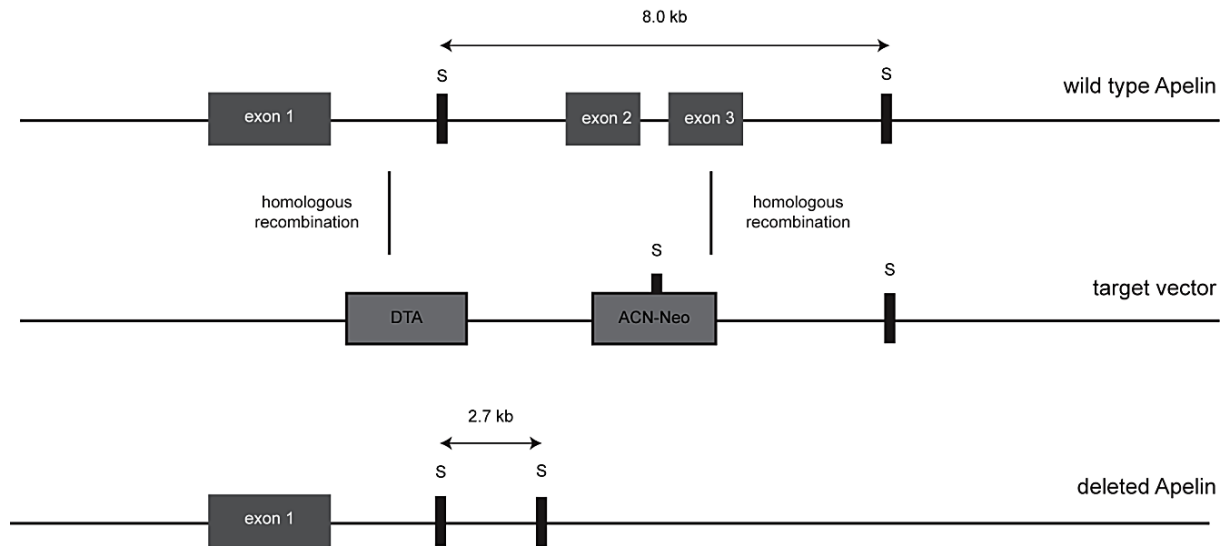 8.0 kb
S S
wild type Apelin
exon 1 exon 2 exon 3
homologous
recombination
homologous
recombination
S S
target vector
DTA ACN-Neo
2.7 kb
S S
deleted Apelin
exon 1